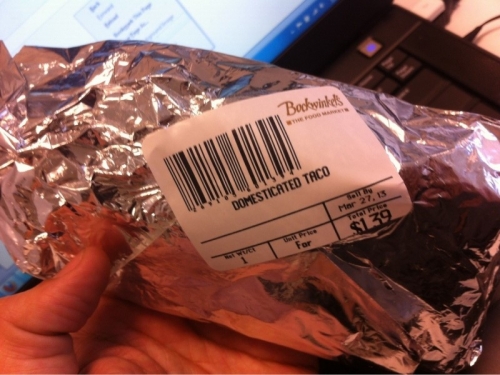 Bockwinkel's
THE FOOD MARKET
DOMESTICATED TACO
Sell By
Mar 27, 13
Net Wt/Ct
Unit Price
Total Price
1
For
$1.39